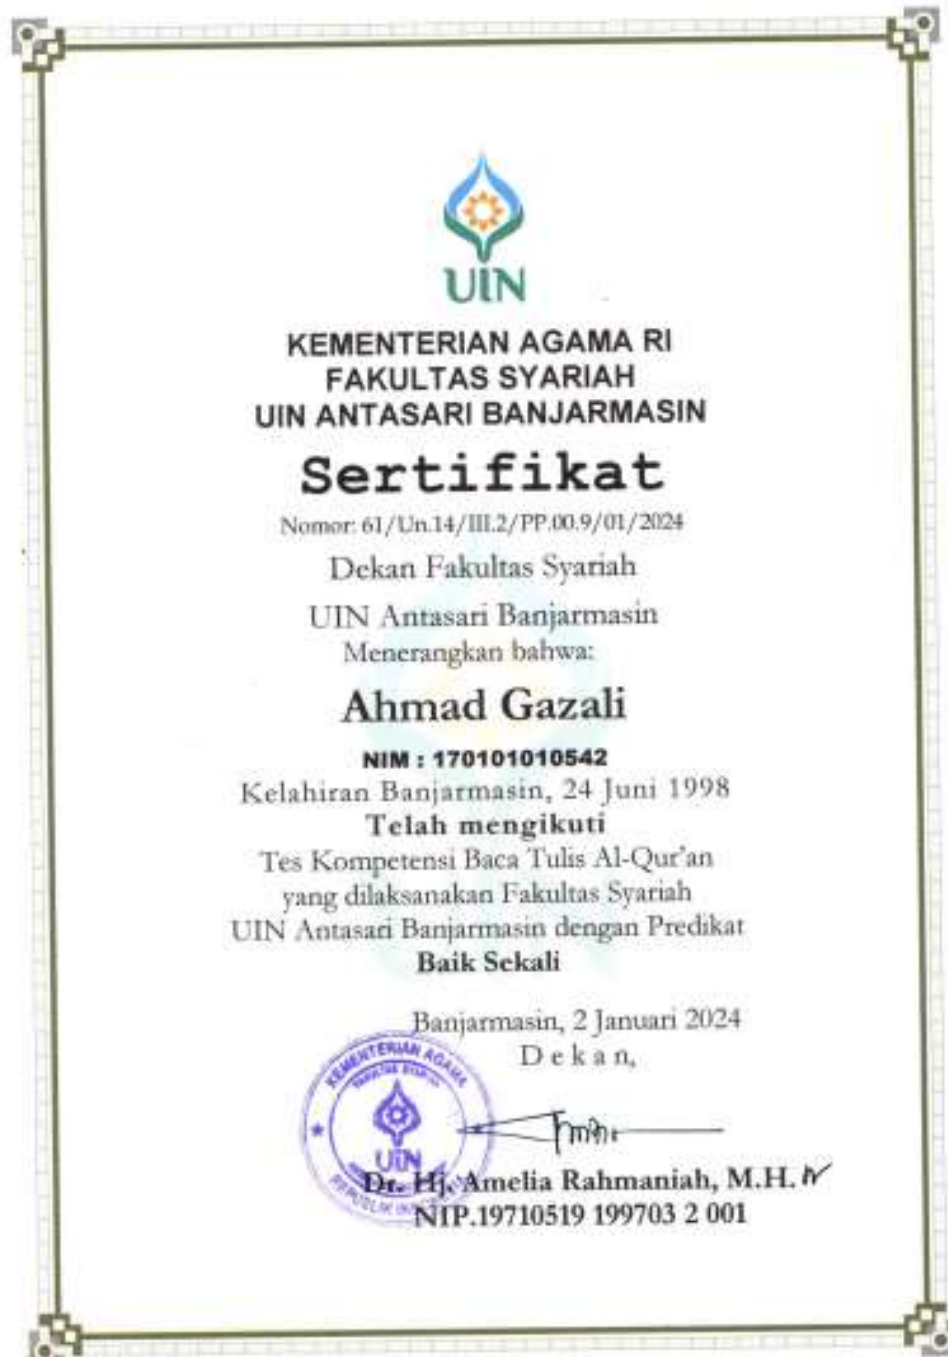 UIN
KEMENTERIAN AGAMA RI
FAKULTAS SYARIAH
UIN ANTASARI BANJARMASIN
Sertifikat
Nomor: 61/Un.14/III.2/PP.00.9/01/2024
Dekan Fakultas Syariah
UIN Antasari Banjarmasin
Menerangkan bahwa:
Ahmad Gazali
NIM : 170101010542
Kelahiran Banjarmasin, 24 Juni 1998
Telah mengikuti
Tes Kompetensi Baca Tulis Al-Qur'an
yang dilaksanakan Fakultas Syariah
UIN Antasari Banjarmasin dengan Predikat
Baik Sekali
Banjarmasin, 2 Januari 2024
D e k a n,
KEMENTERIAN AGAMA
FAKULTAS SYARIAH
UIN
REPUBLIK
Dr. Hj. Amelia Rahmaniah, M.H.
NIP.19710519 199703 2 001